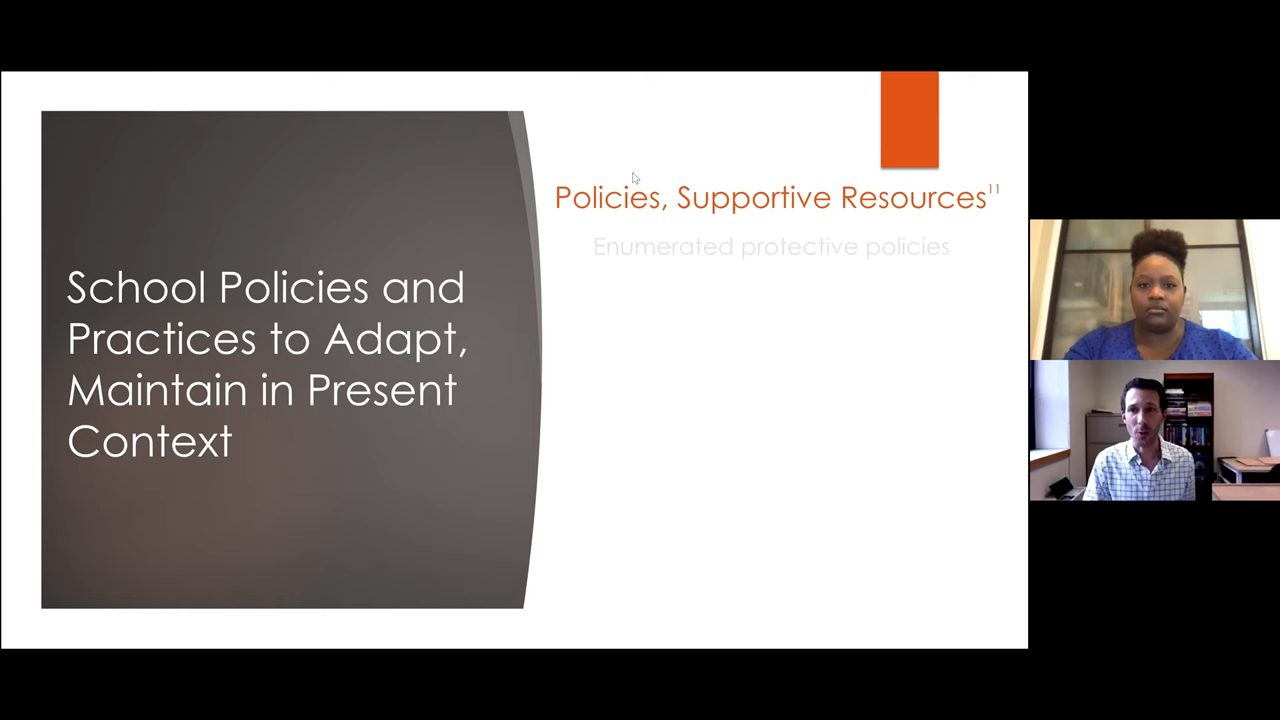 School Policies and
Practices to Adapt,
Maintain in Present
Context
Policies, Supportive Resources¹¹
Enumerated protective policies